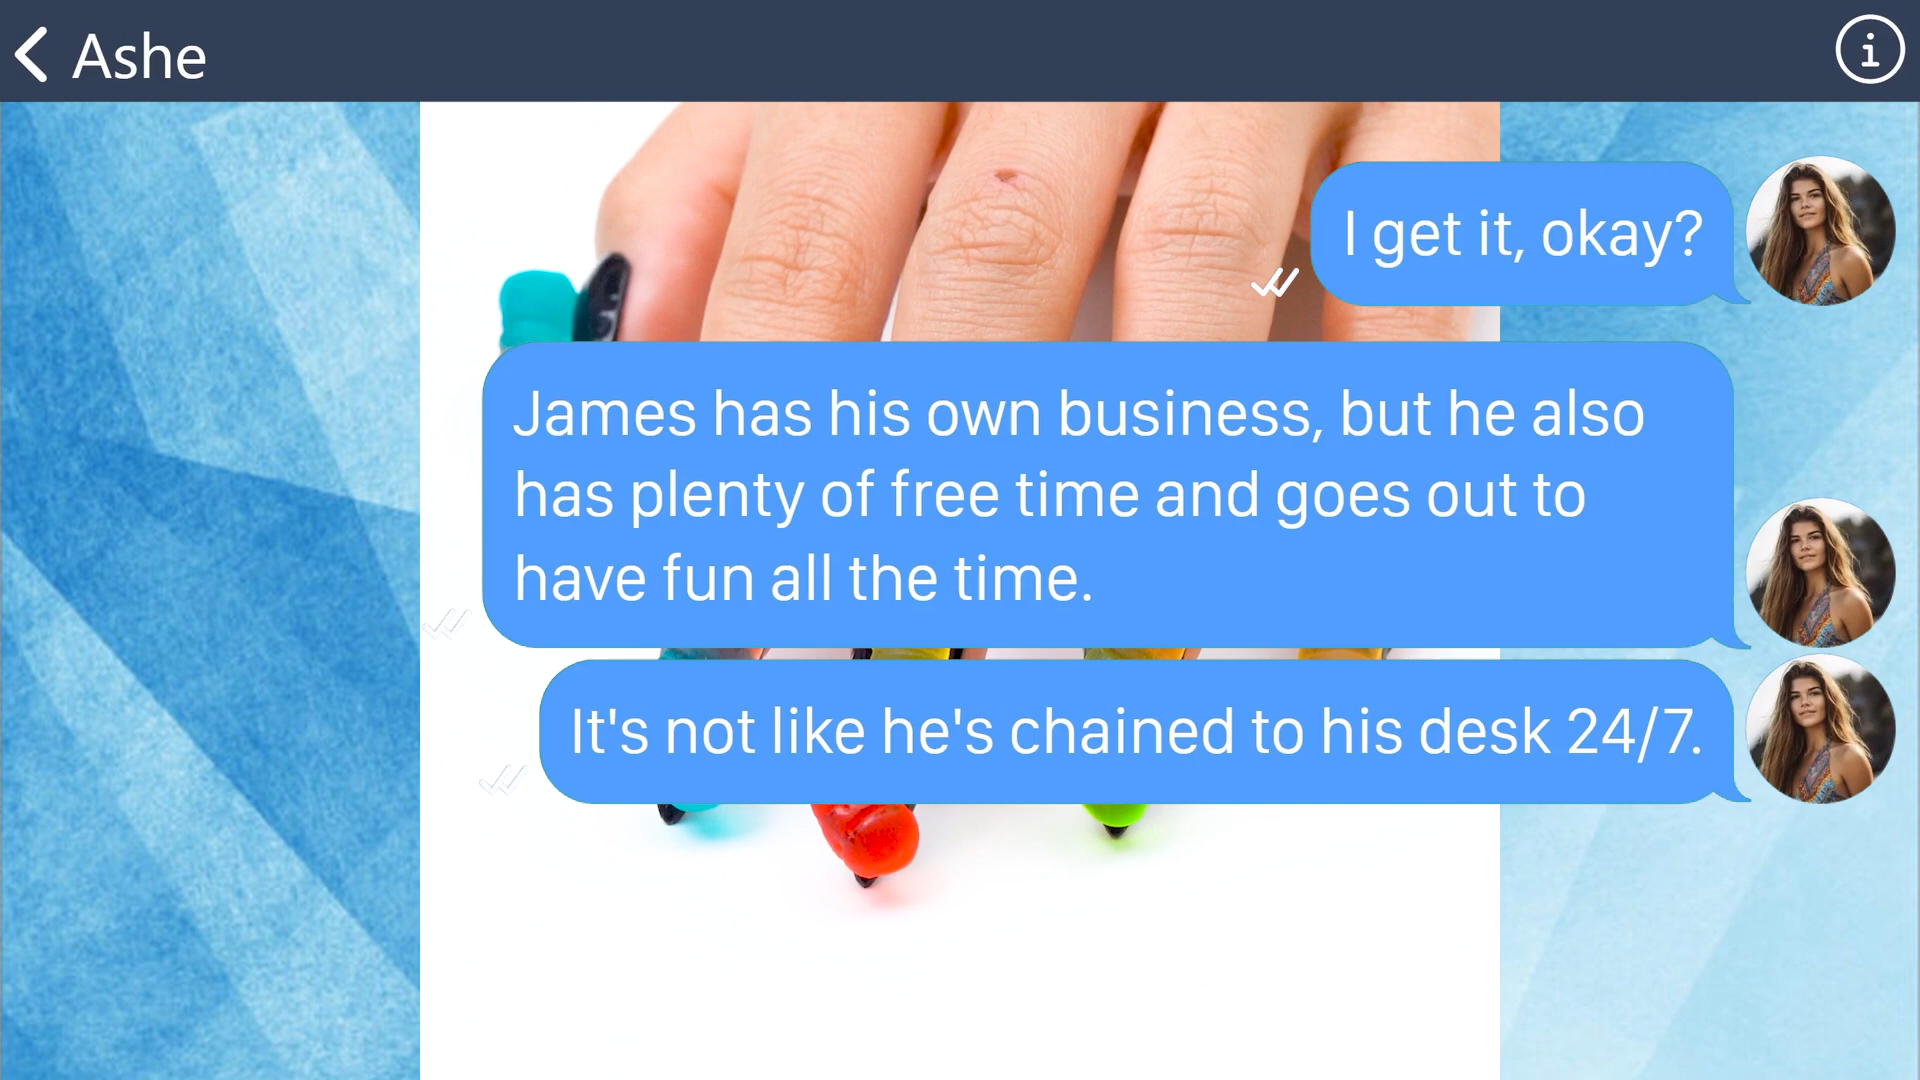 Ashe
I get it, okay?
James has his own business, but he also
has plenty of free time and goes out to
have fun all the time.
It's not like he's chained to his desk 24/7.